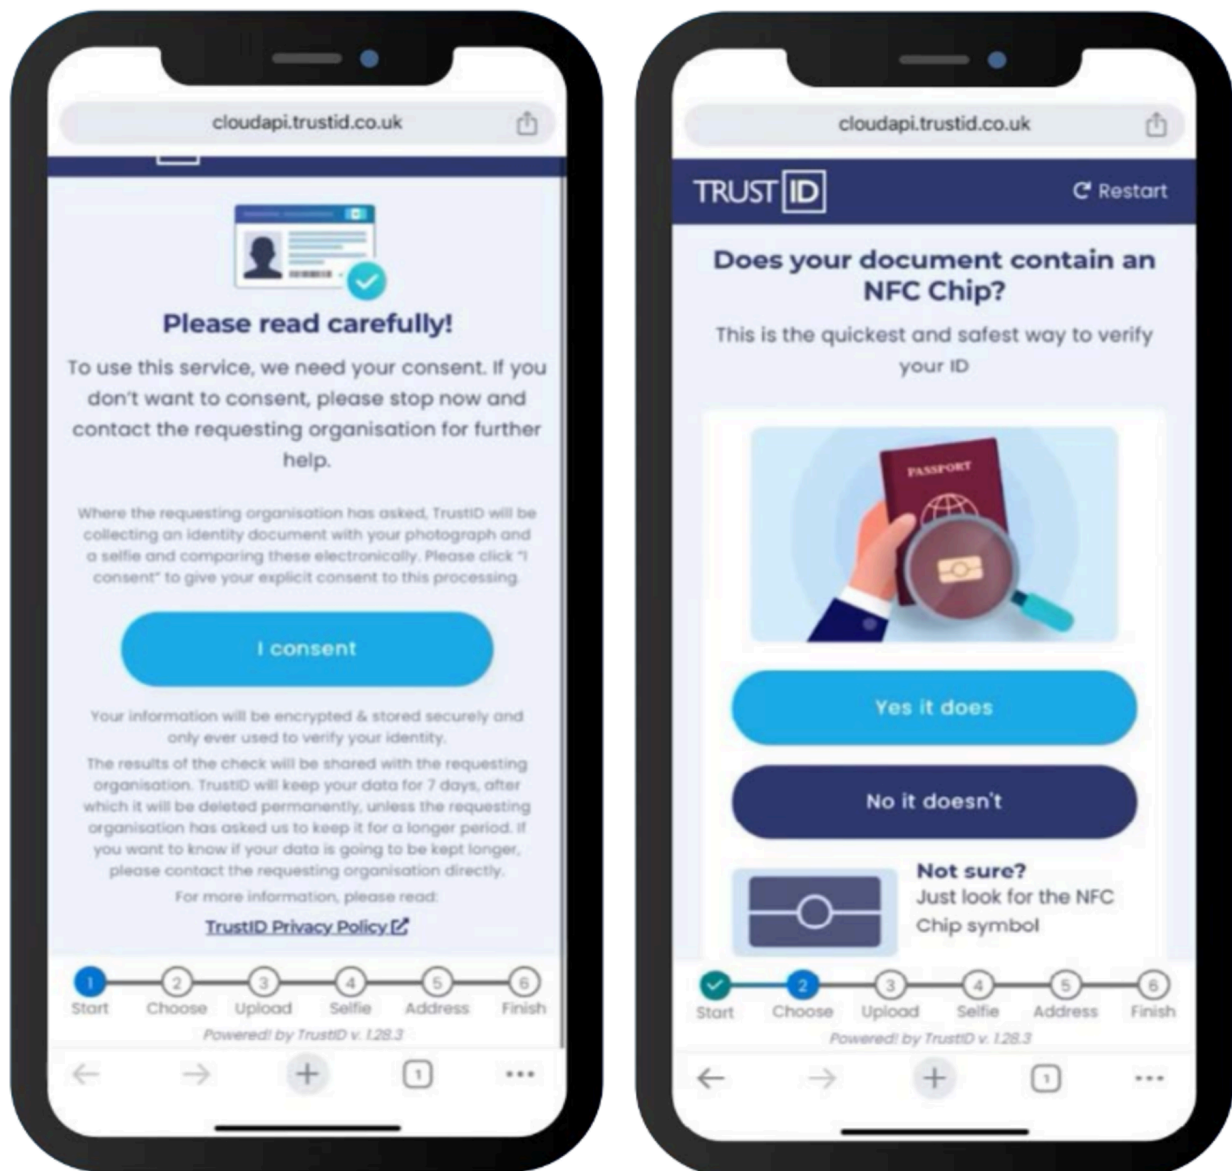 cloudapi.trustid.co.uk
Please read carefully!
To use this service, we need your consent. If you
don't want to consent, please stop now and
contact the requesting organisation for further
help.
Where the requesting organisation has asked, TrustID will be
collecting an identity document with your photograph and
a selfie and comparing these electronically. Please click "I
consent" to give your explicit consent to this processing.
I consent
Your information will be encrypted & stored securely and
only ever used to verify your identity.
The results of the check will be shared with the requesting
organisation. TrustID will keep your data for 7 days, after
which it will be deleted permanently, unless the requesting
organisation has asked us to keep it for a longer period. If
you want to know if your data is going to be kept longer,
please contact the requesting organisation directly.
For more information, please read:
TrustID Privacy Policy
1 2 3 4 5 6
Start Choose Upload Selfie Address Finish
Powered! by TrustID v. 1.28.3
1
cloudapi.trustid.co.uk
TRUST ID Restart
Does your document contain an
NFC Chip?
This is the quickest and safest way to verify
your ID
PASSPORT
Yes it does
No it doesn't
Not sure?
Just look for the NFC
Chip symbol
2 3 4 5 6
Start Choose Upload Selfie Address Finish
Powered! by TrustID v. 1.28.3
1